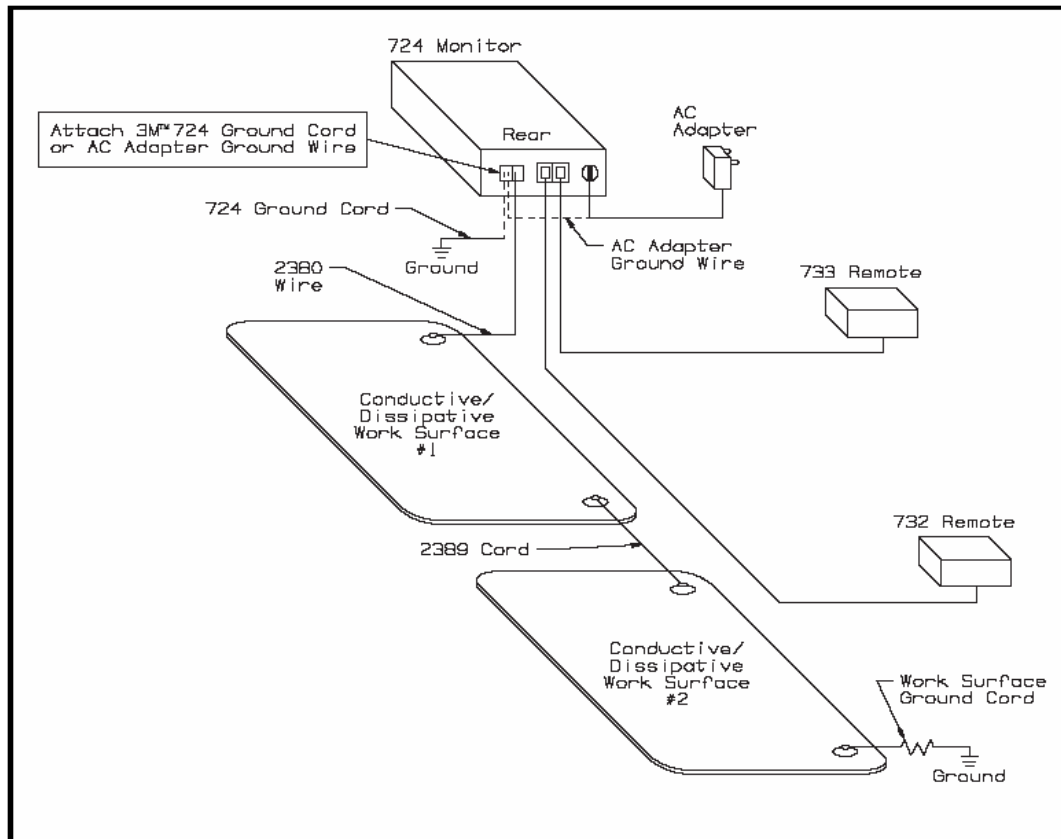 724 Monitor
Attach 3M™ 724 Ground Cord
or AC Adapter Ground Wire
Rear
AC
Adapter
724 Ground Cord
Ground
AC Adapter
Ground Wire
2380
Wire
733 Remote
Conductive/
Dissipative
Work Surface
#1
2389 Cord
732 Remote
Conductive/
Dissipative
Work Surface
#2
Work Surface
Ground Cord
Ground